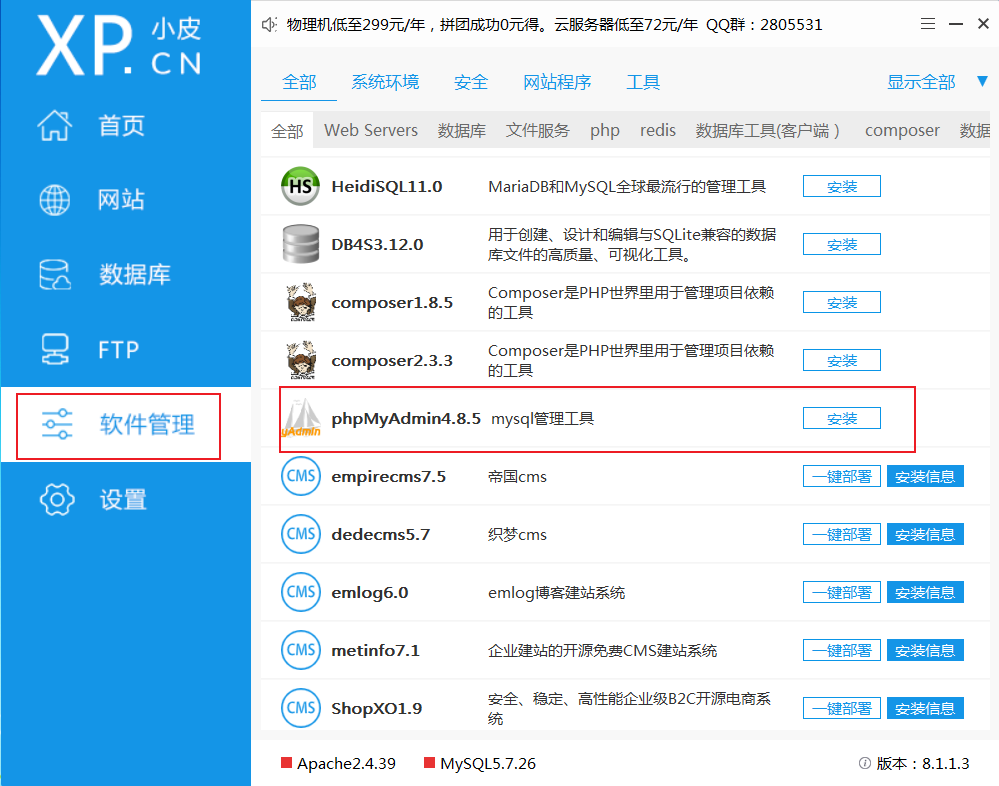 XP.CN 小皮
物理机低至299元/年，拼团成功0元得。云服务器低至72元/年 QQ群：2805531
首页
网站
数据库
FTP
软件管理
设置
全部 系统环境 安全 网站程序 工具 显示全部
全部 Web Servers 数据库 文件服务 php redis 数据库工具(客户端) composer 数据
HS HeidiSQL11.0 MariaDB和MySQL全球最流行的管理工具 安装
DB4S3.12.0 用于创建、设计和编辑与SQLite兼容的数据
库文件的高质量、可视化工具。 安装
composer1.8.5 Composer是PHP世界里用于管理项目依赖
的工具 安装
composer2.3.3 Composer是PHP世界里用于管理项目依赖
的工具 安装
yAdmin phpMyAdmin4.8.5 mysql管理工具 安装
CMS empirecms7.5 帝国cms 一键部署 安装信息
CMS dedecms5.7 织梦cms 一键部署 安装信息
CMS emlog6.0 emlog博客建站系统 一键部署 安装信息
CMS metinfo7.1 企业建站的开源免费CMS建站系统 一键部署 安装信息
CMS ShopXO1.9 安全、稳定、高性能企业级B2C开源电商系
统 一键部署 安装信息
Apache2.4.39 MySQL5.7.26 版本：8.1.1.3